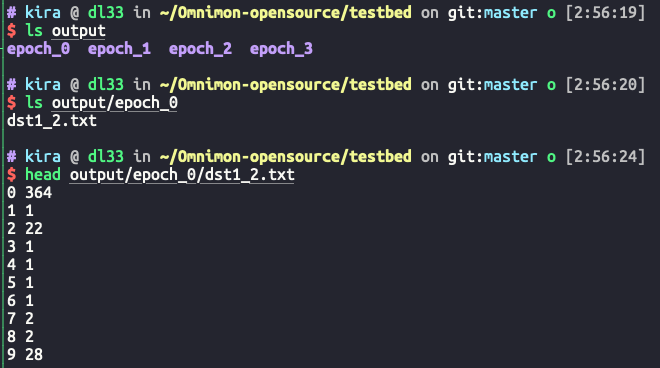 # kira @ dl33 in ~/Omnimon-opensource/testbed on git:master o [2:56:19]
$ ls output
epoch_0 epoch_1 epoch_2 epoch_3
# kira @ dl33 in ~/Omnimon-opensource/testbed on git:master o [2:56:20]
$ ls output/epoch_0
dst1_2.txt
# kira @ dl33 in ~/Omnimon-opensource/testbed on git:master o [2:56:24]
$ head output/epoch_0/dst1_2.txt
0 364
1 1
2 22
3 1
4 1
5 1
6 1
7 2
8 2
9 28